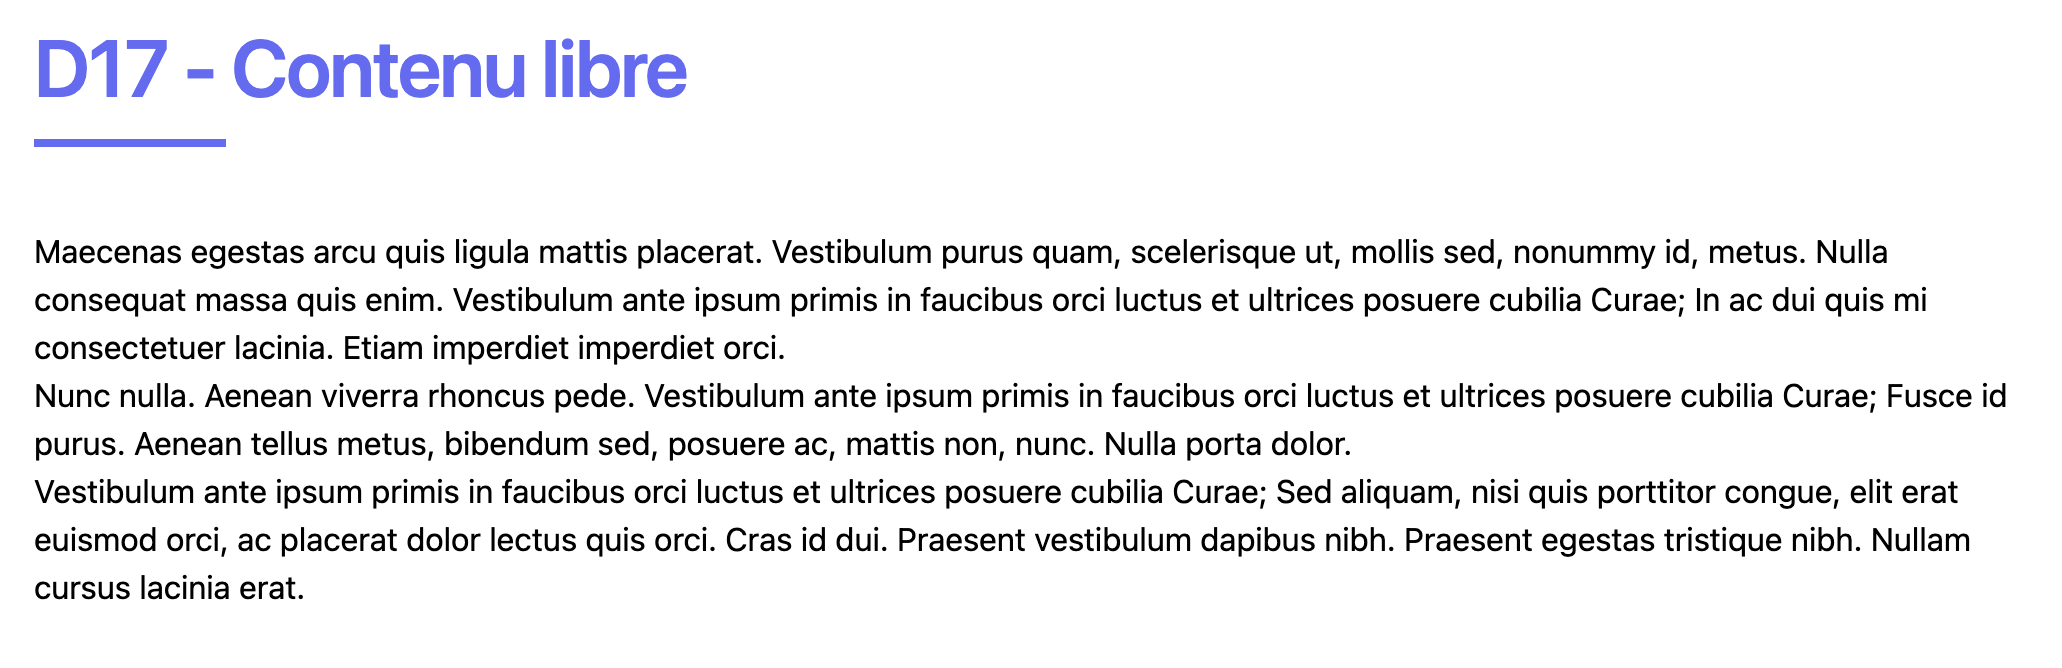 D17 - Contenu libre
Maecenas egestas arcu quis ligula mattis placerat. Vestibulum purus quam, scelerisque ut, mollis sed, nonummy id, metus. Nulla
consequat massa quis enim. Vestibulum ante ipsum primis in faucibus orci luctus et ultrices posuere cubilia Curae; In ac dui quis mi
consectetuer lacinia. Etiam imperdiet imperdiet orci.
Nunc nulla. Aenean viverra rhoncus pede. Vestibulum ante ipsum primis in faucibus orci luctus et ultrices posuere cubilia Curae; Fusce id
purus. Aenean tellus metus, bibendum sed, posuere ac, mattis non, nunc. Nulla porta dolor.
Vestibulum ante ipsum primis in faucibus orci luctus et ultrices posuere cubilia Curae; Sed aliquam, nisi quis porttitor congue, elit erat
euismod orci, ac placerat dolor lectus quis orci. Cras id dui. Praesent vestibulum dapibus nibh. Praesent egestas tristique nibh. Nullam
cursus lacinia erat.